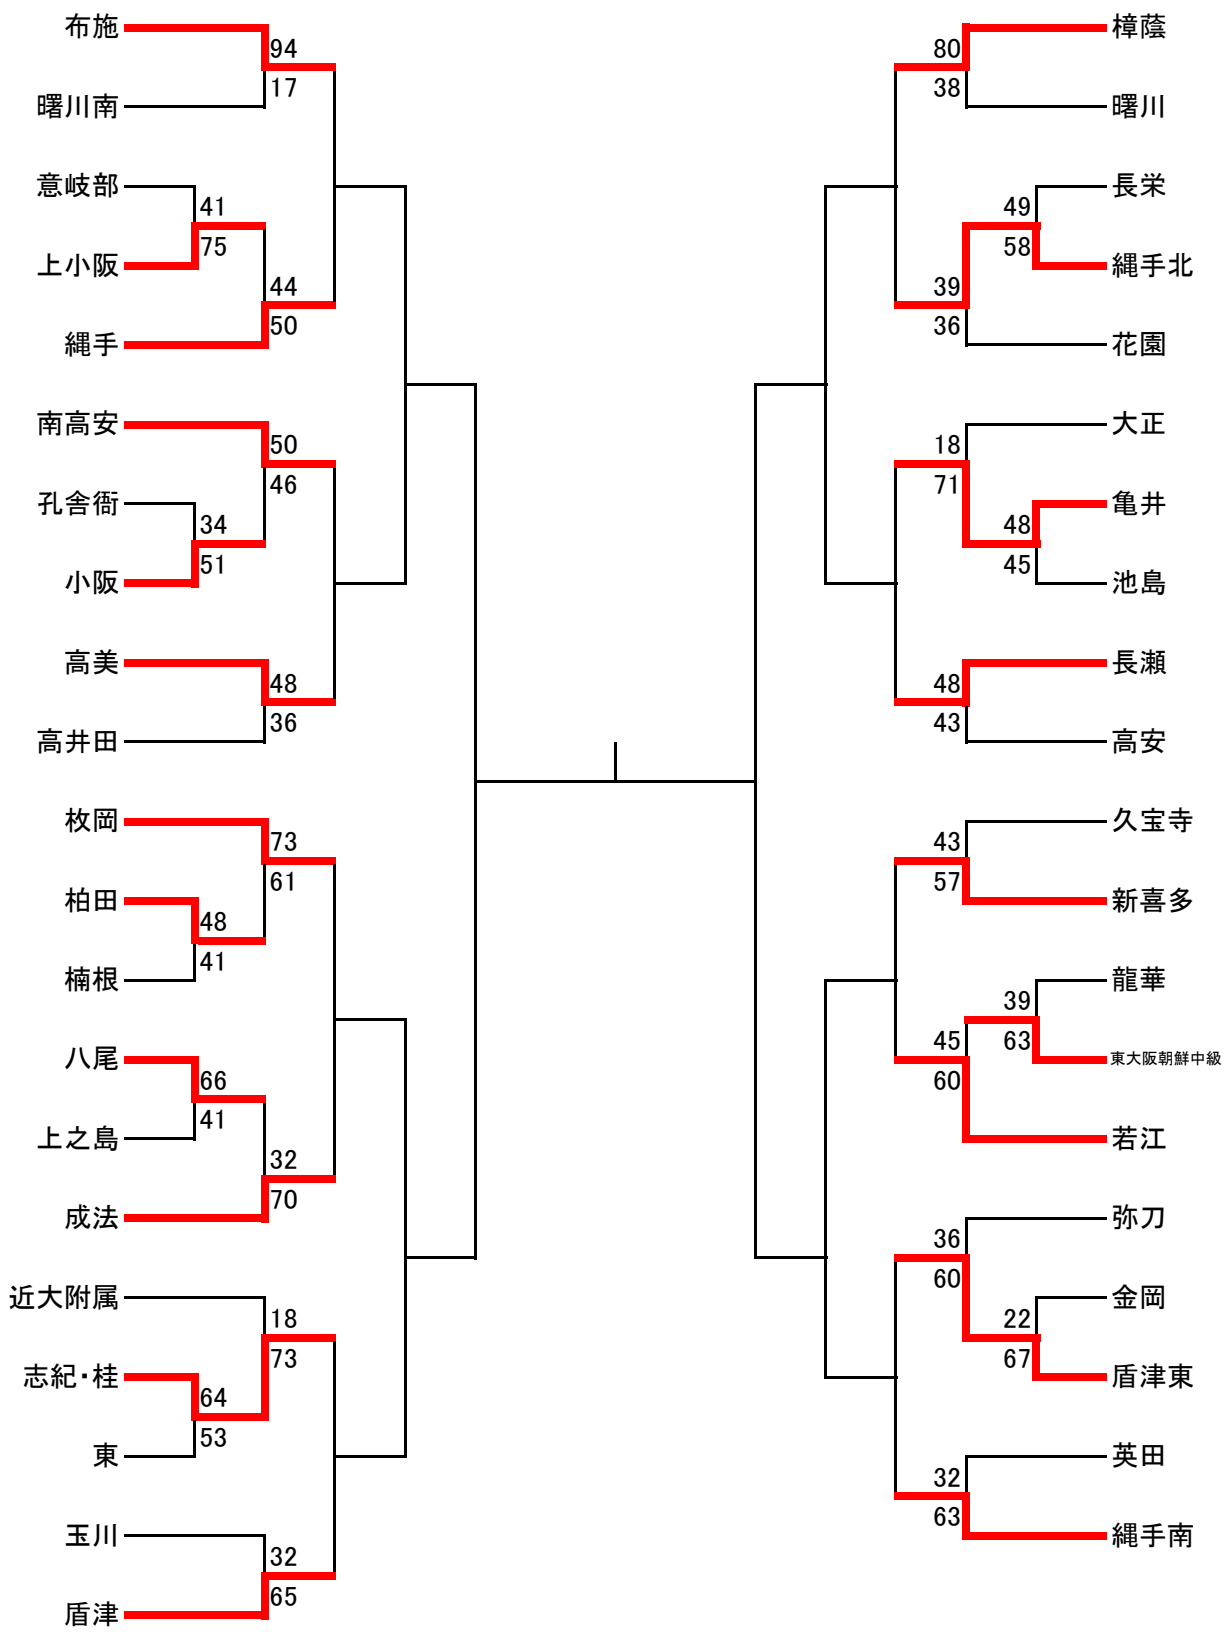 布施
94
17
曙川南
意岐部
41
75
上小阪
44
50
縄手
南高安
50
46
孔舎衙
34
51
小阪
高美
48
36
高井田
枚岡
73
61
柏田
48
41
楠根
八尾
66
41
上之島
32
70
成法
近大附属
18
73
志紀・桂
64
53
東
玉川
32
65
盾津
樟蔭
80
38
曙川
長栄
49
58
縄手北
39
36
花園
大正
18
71
亀井
48
45
池島
長瀬
48
43
高安
久宝寺
43
57
新喜多
龍華
39
63
東大阪朝鮮中級
45
60
若江
弥刀
36
60
金岡
22
67
盾津東
英田
32
63
縄手南